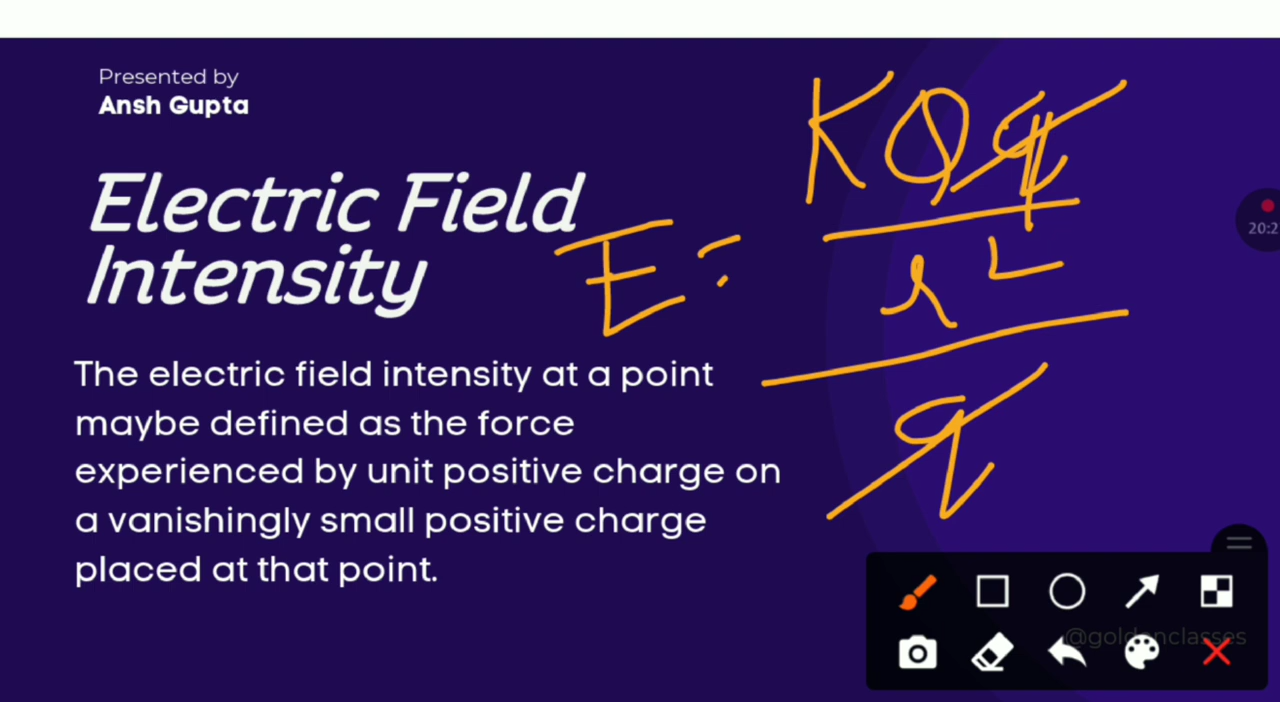 Presented by
Ansh Gupta
Electric Field
Intensity
The electric field intensity at a point
maybe defined as the force
experienced by unit positive charge on
a vanishingly small positive charge
placed at that point.
E =
KQq
r²
q
20:2
@goldenclasses